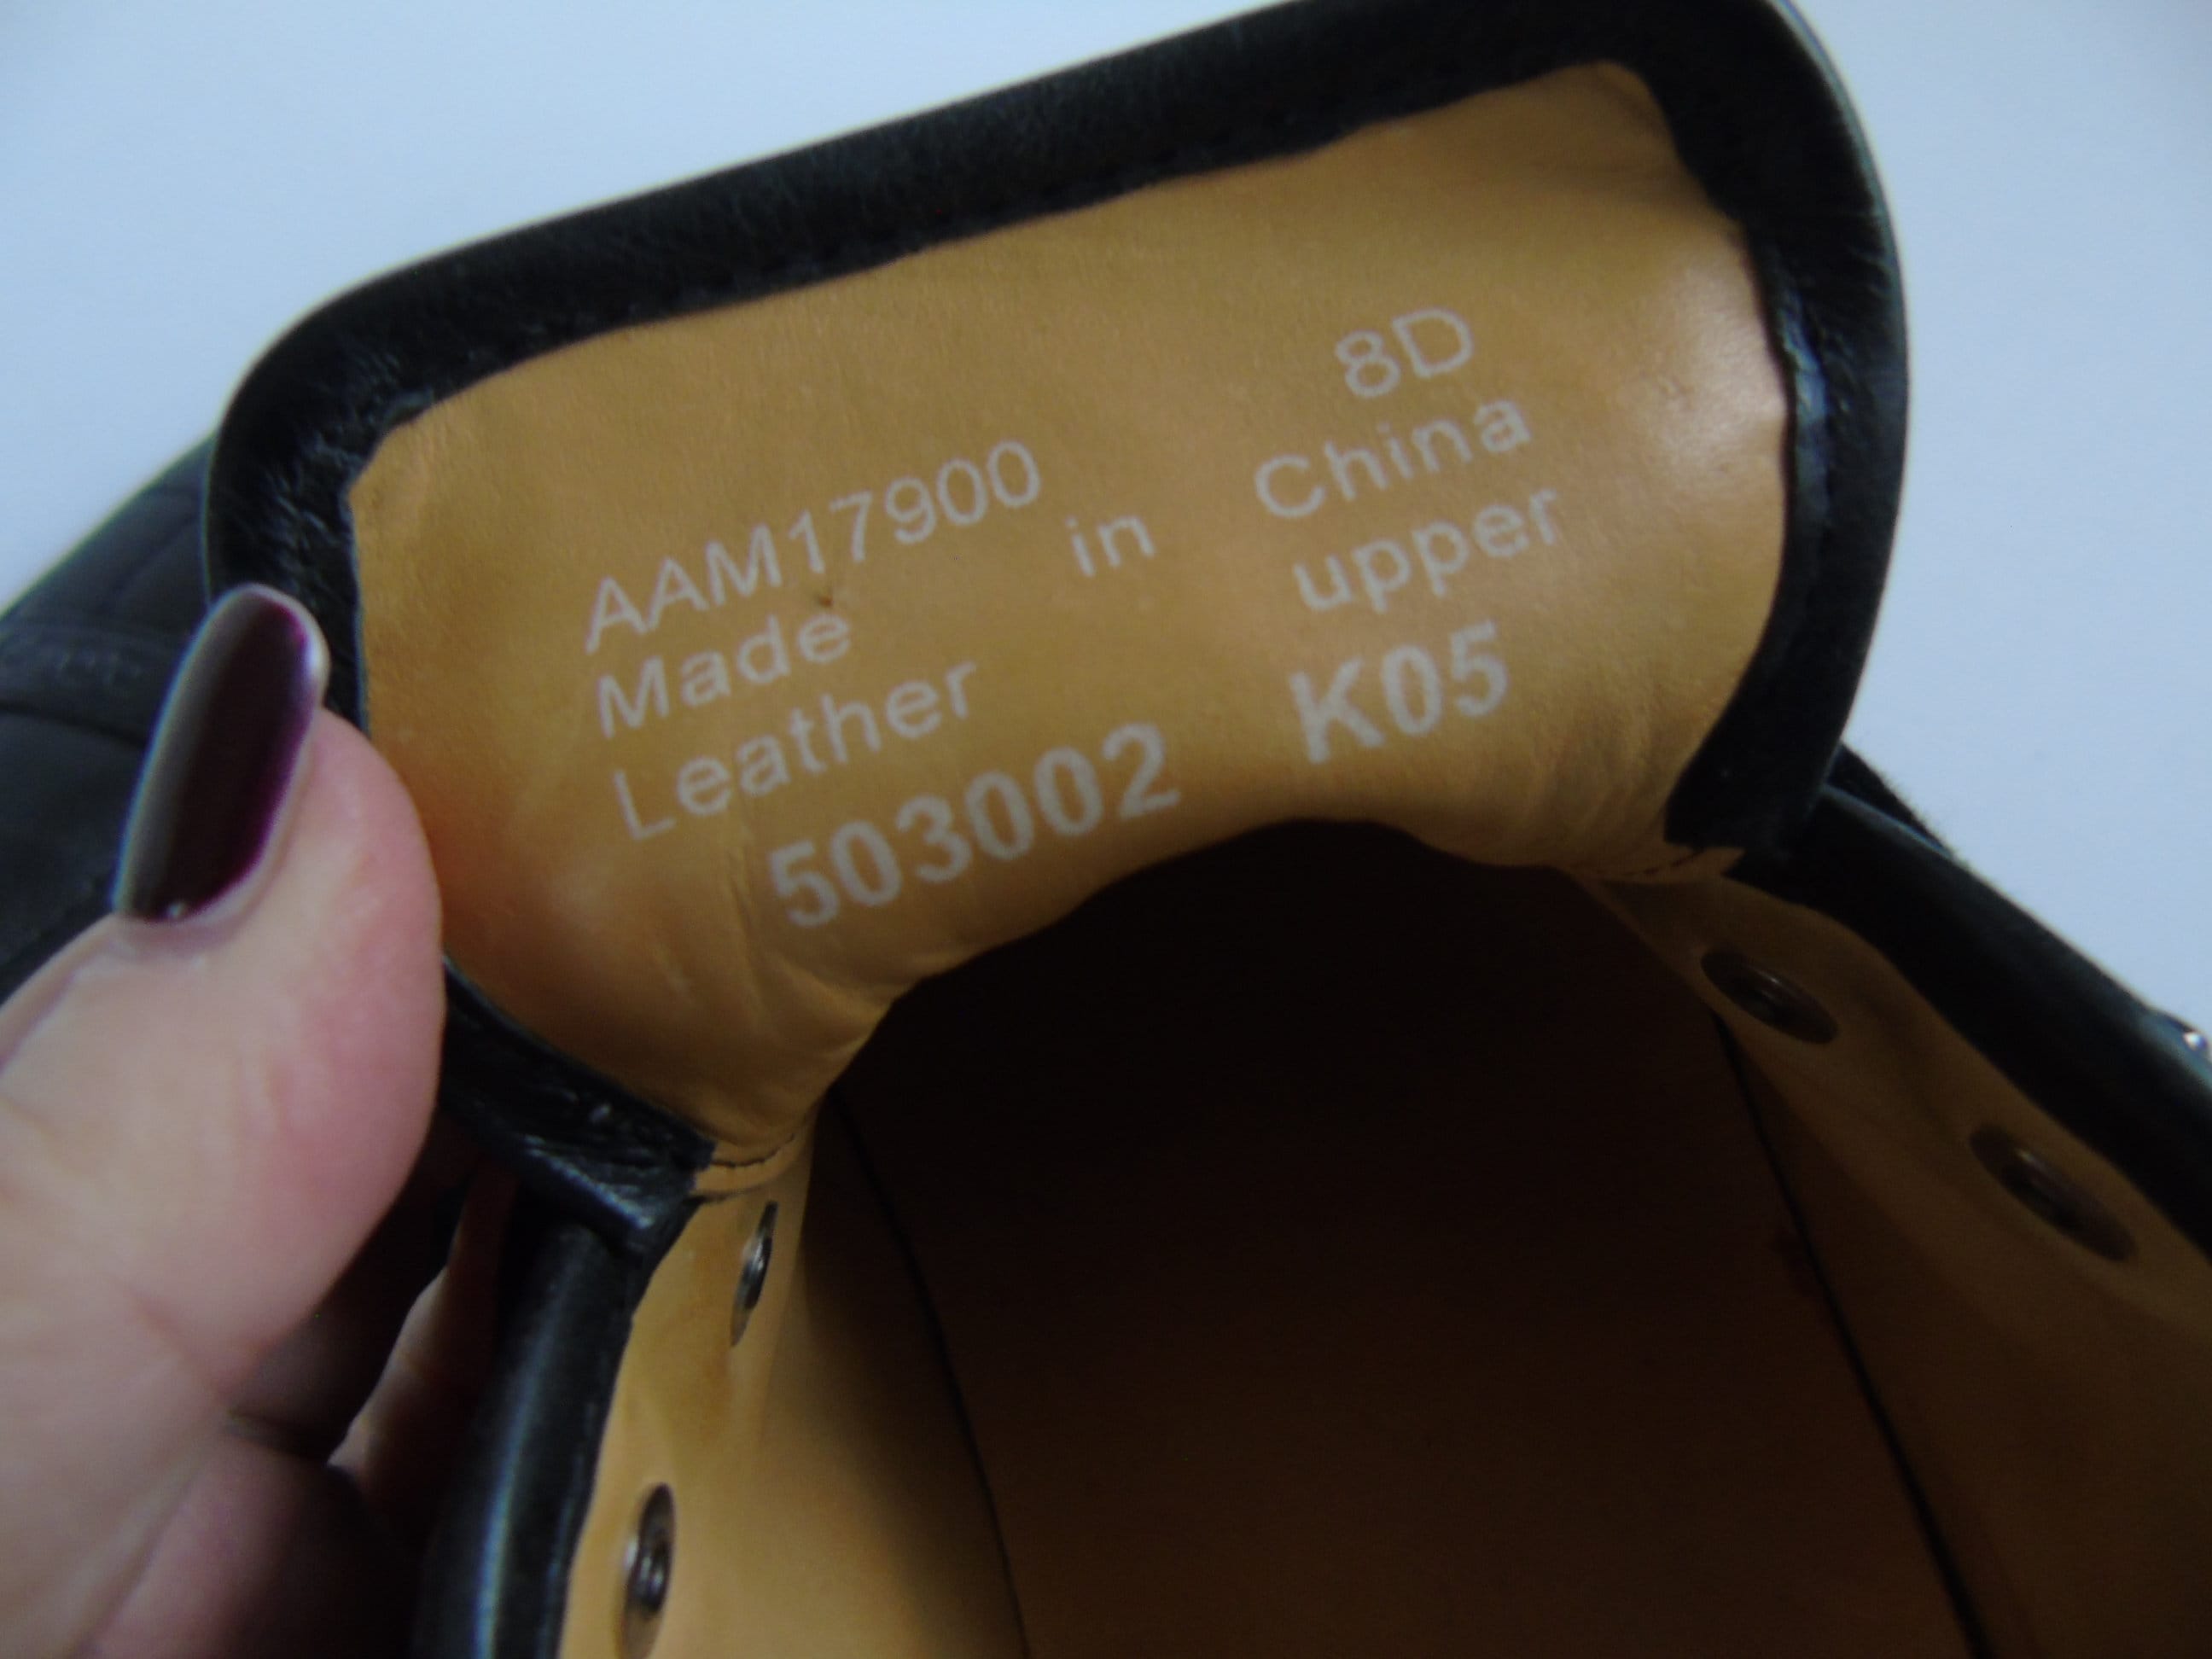 AAM17900 8D
Made in China
Leather upper
503002 K05